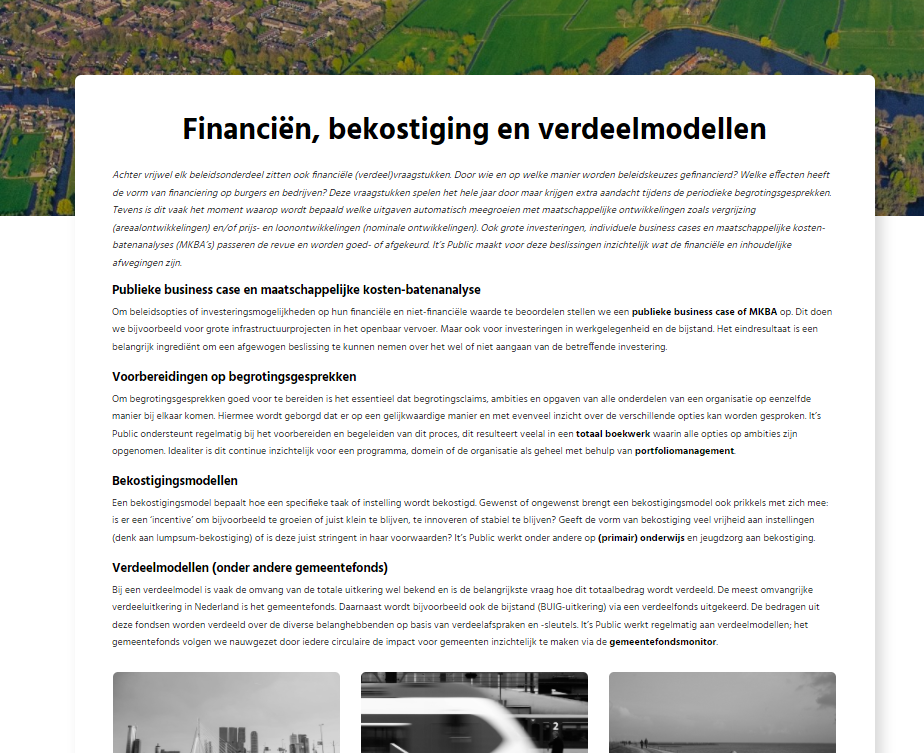 Financiën, bekostiging en verdeelmodellen
Achter vrijwel elk beleidsonderdeel zitten ook financiële (verdeel)vraagstukken. Door wie en op welke manier worden beleidskeuzes gefinancierd? Welke effecten heeft
de vorm van financiering op burgers en bedrijven? Deze vraagstukken spelen het hele jaar door maar krijgen extra aandacht tijdens de periodieke begrotingsgesprekken.
Tevens is dit vaak het moment waarop wordt bepaald welke uitgaven automatisch meegroeien met maatschappelijke ontwikkelingen zoals vergrijzing
(areaalontwikkelingen) en/of prijs- en loonontwikkelingen (nominale ontwikkelingen). Ook grote investeringen, individuele business cases en maatschappelijke kosten-
batenanalyses (MKBA's) passeren de revue en worden goed- of afgekeurd. It's Public maakt voor deze beslissingen inzichtelijk wat de financiële en inhoudelijke
afwegingen zijn.
Publieke business case en maatschappelijke kosten-batenanalyse
Om beleidsopties of investeringsmogelijkheden op hun financiële en niet-financiële waarde te beoordelen stellen we een publieke business case of MKBA op. Dit doen
we bijvoorbeeld voor grote infrastructuurprojecten in het openbaar vervoer. Maar ook voor investeringen in werkgelegenheid en de bijstand. Het eindresultaat is een
belangrijk ingrediënt om een afgewogen beslissing te kunnen nemen over het wel of niet aangaan van de betreffende investering.
Voorbereidingen op begrotingsgesprekken
Om begrotingsgesprekken goed voor te bereiden is het essentieel dat begrotingsclaims, ambities en opgaven van alle onderdelen van een organisatie op eenzelfde
manier bij elkaar komen. Hiermee wordt geborgd dat er op een gelijkwaardige manier en met evenveel inzicht over de verschillende opties kan worden gesproken. It's
Public ondersteunt regelmatig bij het voorbereiden en begeleiden van dit proces, dit resulteert veelal in een totaal boekwerk waarin alle opties op ambities zijn
opgenomen. Idealiter is dit continue inzichtelijk voor een programma, domein of de organisatie als geheel met behulp van portfoliomanagement.
Bekostigingsmodellen
Een bekostigingsmodel bepaalt hoe een specifieke taak of instelling wordt bekostigd. Gewenst of ongewenst brengt een bekostigingsmodel ook prikkels met zich mee:
is er een 'incentive' om bijvoorbeeld te groeien of juist klein te blijven, te innoveren of stabiel te blijven? Geeft de vorm van bekostiging veel vrijheid aan instellingen
(denk aan lumpsum-bekostiging) of is deze juist stringent in haar voorwaarden? It's Public werkt onder andere op (primair) onderwijs en jeugdzorg aan bekostiging.
Verdeelmodellen (onder andere gemeentefonds)
Bij een verdeelmodel is vaak de omvang van de totale uitkering wel bekend en is de belangrijkste vraag hoe dit totaalbedrag wordt verdeeld. De meest omvangrijke
verdeeluitkering in Nederland is het gemeentefonds. Daarnaast wordt bijvoorbeeld ook de bijstand (BUIG-uitkering) via een verdeelfonds uitgekeerd. De bedragen uit
deze fondsen worden verdeeld over de diverse belanghebbenden op basis van verdeelafspraken en -sleutels. It's Public werkt regelmatig aan verdeelmodellen; het
gemeentefonds volgen we nauwgezet door iedere circulaire de impact voor gemeenten inzichtelijk te maken via de gemeentefondsmonitor.
2